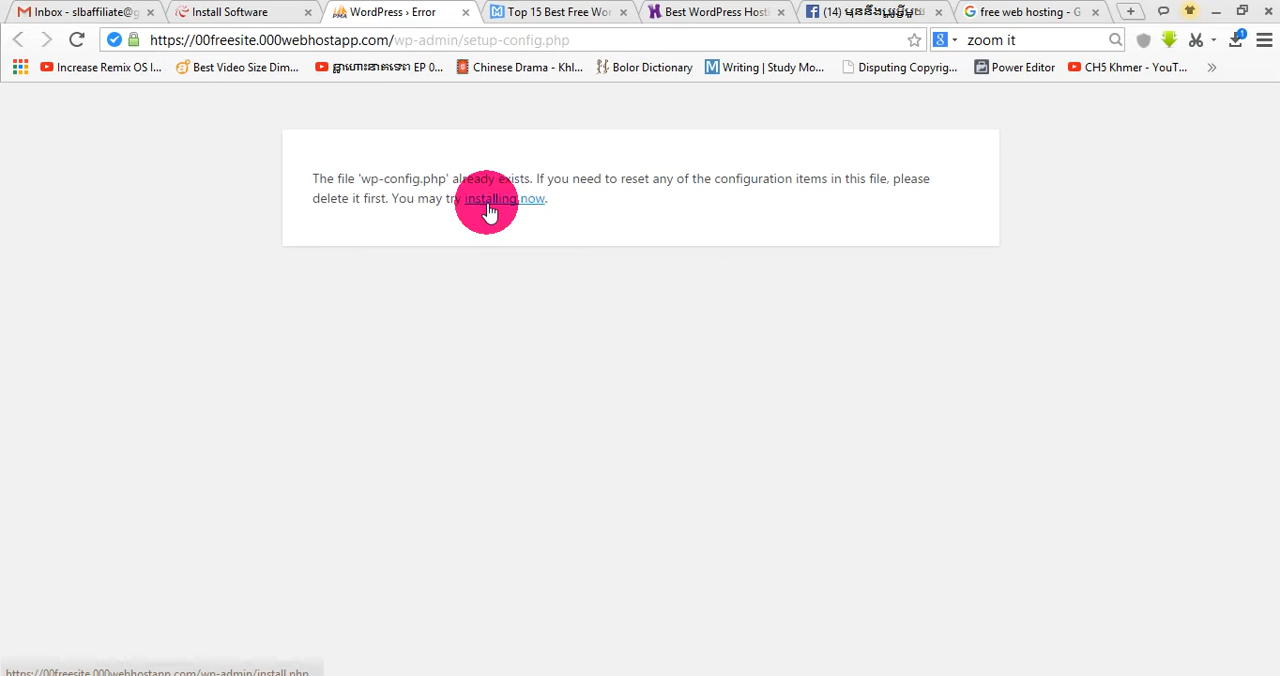 Inbox - slbaffiliate@g
Install Software
WordPress › Error
Top 15 Best Free Wor
Best WordPress Hosti
free web hosting - G
https://00freesite.000webhostapp.com/wp-admin/setup-config.php
zoom it
Increase Remix OS I...
Best Video Size Dim...
Chinese Drama - Khl...
Bolor Dictionary
Writing | Study Mo...
Disputing Copyrig...
Power Editor
CH5 Khmer - YouT...
The file 'wp-config.php' already exists. If you need to reset any of the configuration items in this file, please
delete it first. You may try installing now.
https://00freesite.000webhostapp.com/wp-admin/install.php